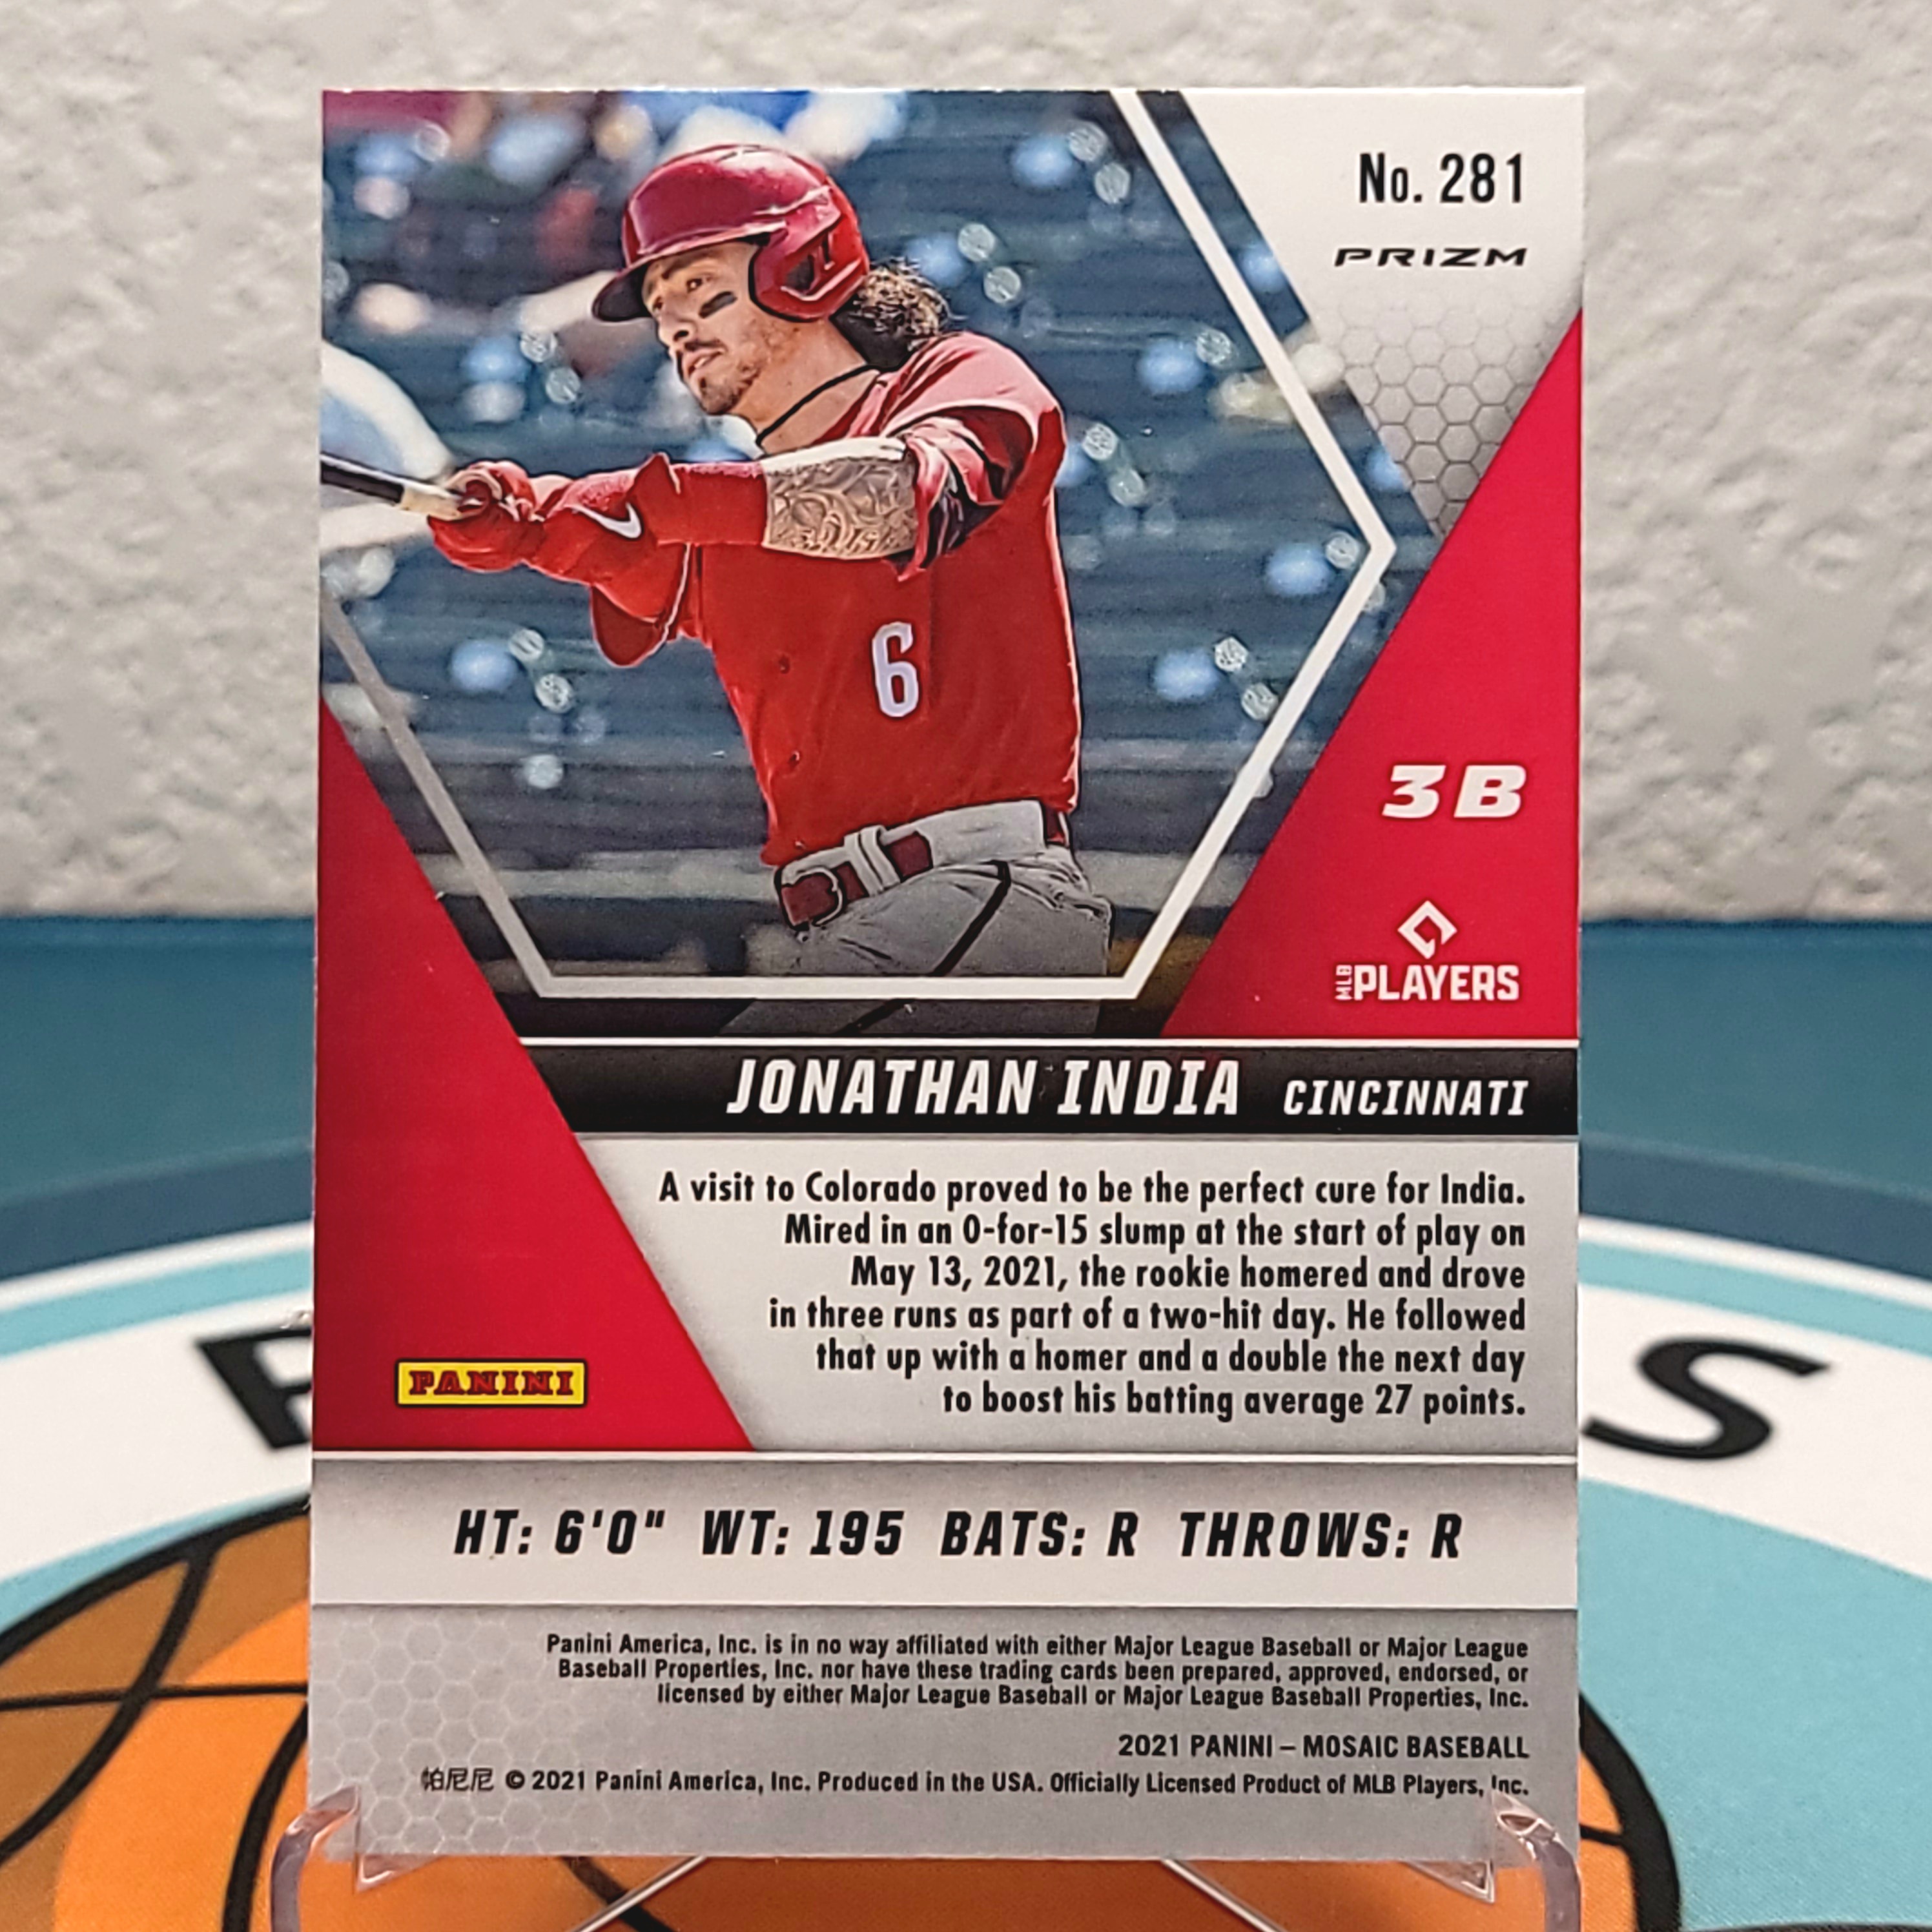 No. 281
PRIZM
6
3B
MLB PLAYERS
JONATHAN INDIA CINCINNATI
A visit to Colorado proved to be the perfect cure for India.
Mired in an 0-for-15 slump at the start of play on
May 13, 2021, the rookie homered and drove
in three runs as part of a two-hit day. He followed
that up with a homer and a double the next day
to boost his batting average 27 points.
PANINI
HT: 6'0" WT: 195 BATS: R THROWS: R
Panini America, Inc. is in no way affiliated with either Major League Baseball or Major League
Baseball Properties, Inc. nor have these trading cards been prepared, approved, endorsed, or
licensed by either Major League Baseball or Major League Baseball Properties, Inc.
2021 PANINI – MOSAIC BASEBALL
帕尼尼 © 2021 Panini America, Inc. Produced in the USA. Officially Licensed Product of MLB Players, Inc.
S